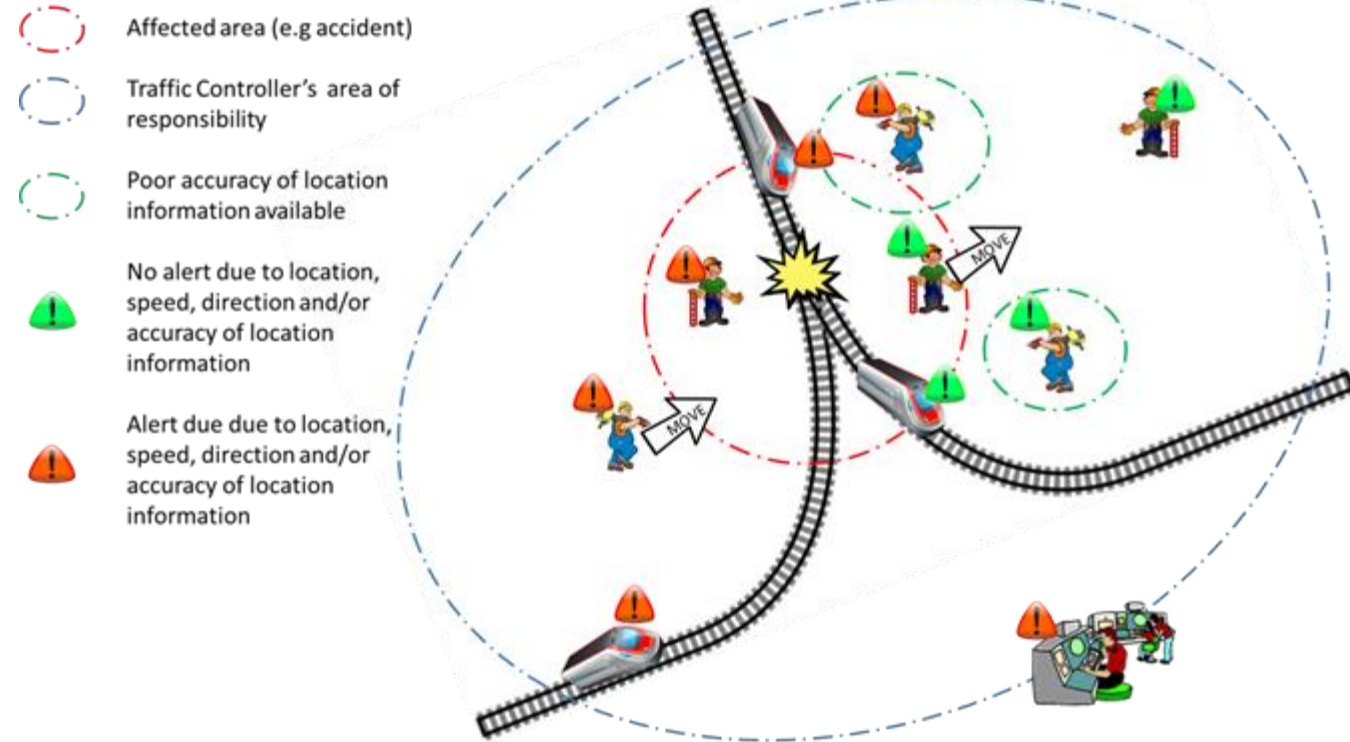 Affected area (e.g accident)
Traffic Controller's area of
responsibility
Poor accuracy of location
information available
No alert due to location,
speed, direction and/or
accuracy of location
information
Alert due due to location,
speed, direction and/or
accuracy of location
information
MOVE
MOVE